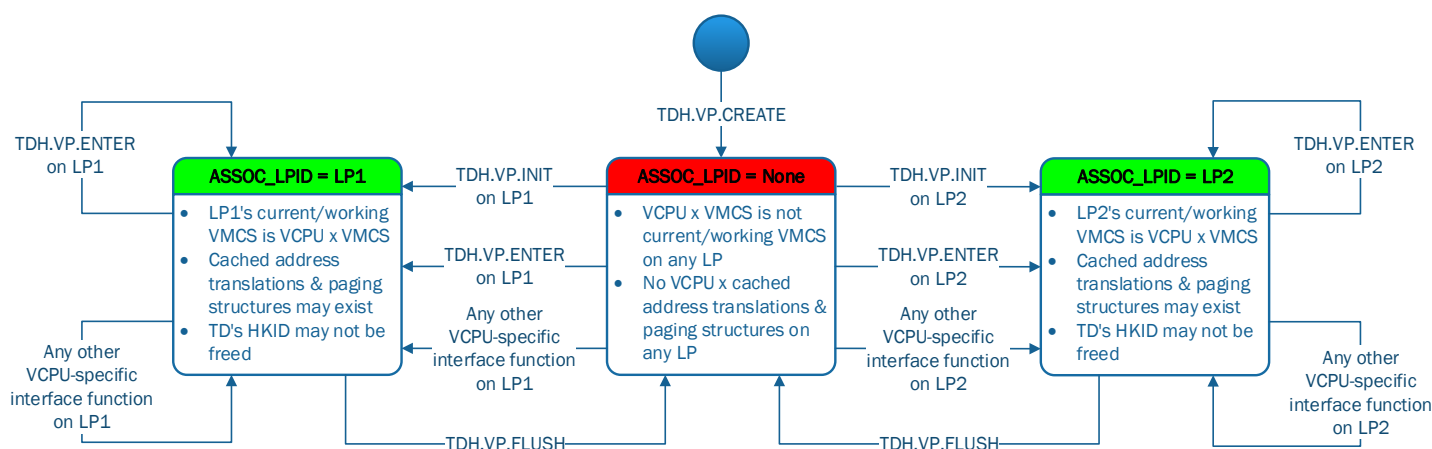 TDH.VP.CREATE
TDH.VP.ENTER
on LP1
ASSOC_LPID = LP1
• LP1's current/working
VMCS is VCPU x VMCS
• Cached address
translations & paging
structures may exist
• TD's HKID may not be
freed
Any other
VCPU-specific
interface function
on LP1
TDH.VP.INIT
on LP1
TDH.VP.ENTER
on LP1
Any other
VCPU-specific
interface function
on LP1
ASSOC_LPID = None
• VCPU x VMCS is not
current/working VMCS
on any LP
• No VCPU x cached
address translations &
paging structures on
any LP
TDH.VP.INIT
on LP2
TDH.VP.ENTER
on LP2
Any other
VCPU-specific
interface function
on LP2
ASSOC_LPID = LP2
• LP2's current/working
VMCS is VCPU x VMCS
• Cached address
translations & paging
structures may exist
• TD's HKID may not be
freed
TDH.VP.ENTER
on LP2
Any other
VCPU-specific
interface function
on LP2
TDH.VP.FLUSH
TDH.VP.FLUSH